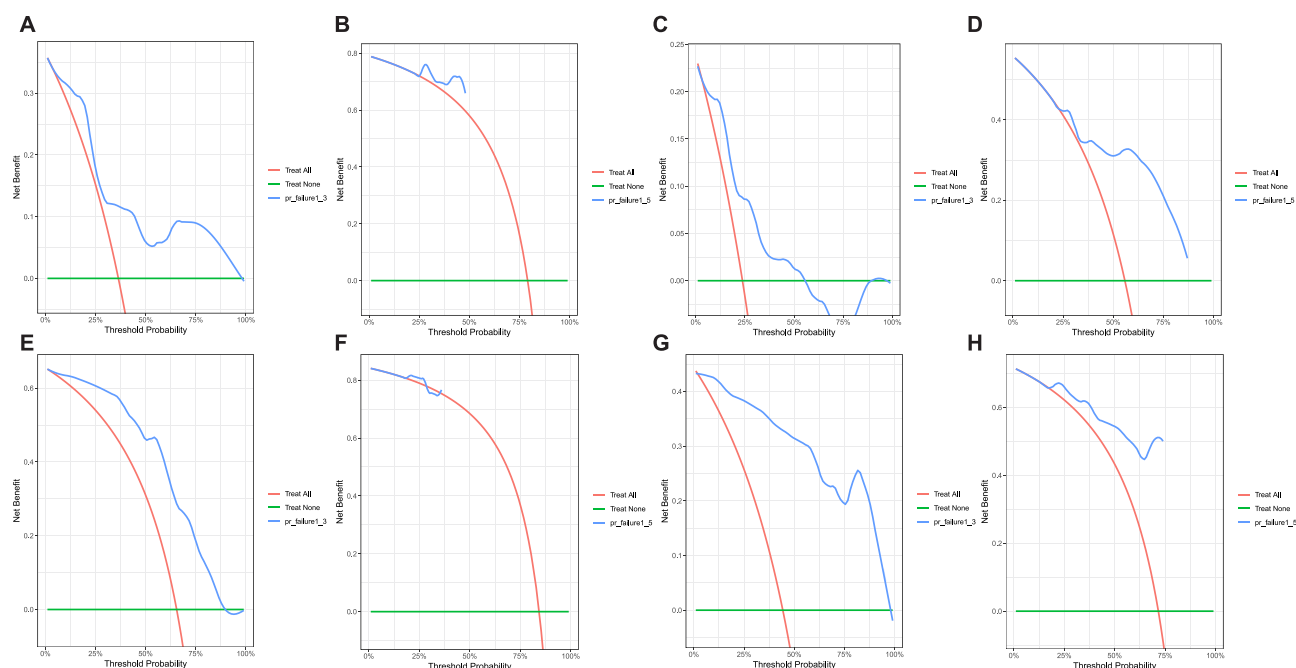 A
Net Benefit
0.3
0.2
0.1
0.0
0%
25%
50%
75%
100%
Threshold Probability
Treat All
Treat None
pr_failure1_3
B
Net Benefit
0.8
0.6
0.4
0.2
0.0
0%
25%
50%
75%
100%
Threshold Probability
Treat All
Treat None
pr_failure1_5
C
Net Benefit
0.25
0.20
0.15
0.10
0.05
0.00
0%
25%
50%
75%
100%
Threshold Probability
Treat All
Treat None
pr_failure1_3
D
Net Benefit
0.4
0.2
0.0
0%
25%
50%
75%
100%
Threshold Probability
Treat All
Treat None
pr_failure1_5
E
Net Benefit
0.6
0.4
0.2
0.0
0%
25%
50%
75%
100%
Threshold Probability
Treat All
Treat None
pr_failure1_3
F
Net Benefit
0.8
0.6
0.4
0.2
0.0
0%
25%
50%
75%
100%
Threshold Probability
Treat All
Treat None
pr_failure1_5
G
Net Benefit
0.4
0.3
0.2
0.1
0.0
0%
25%
50%
75%
100%
Threshold Probability
Treat All
Treat None
pr_failure1_3
H
Net Benefit
0.6
0.4
0.2
0.0
0%
25%
50%
75%
100%
Threshold Probability
Treat All
Treat None
pr_failure1_5